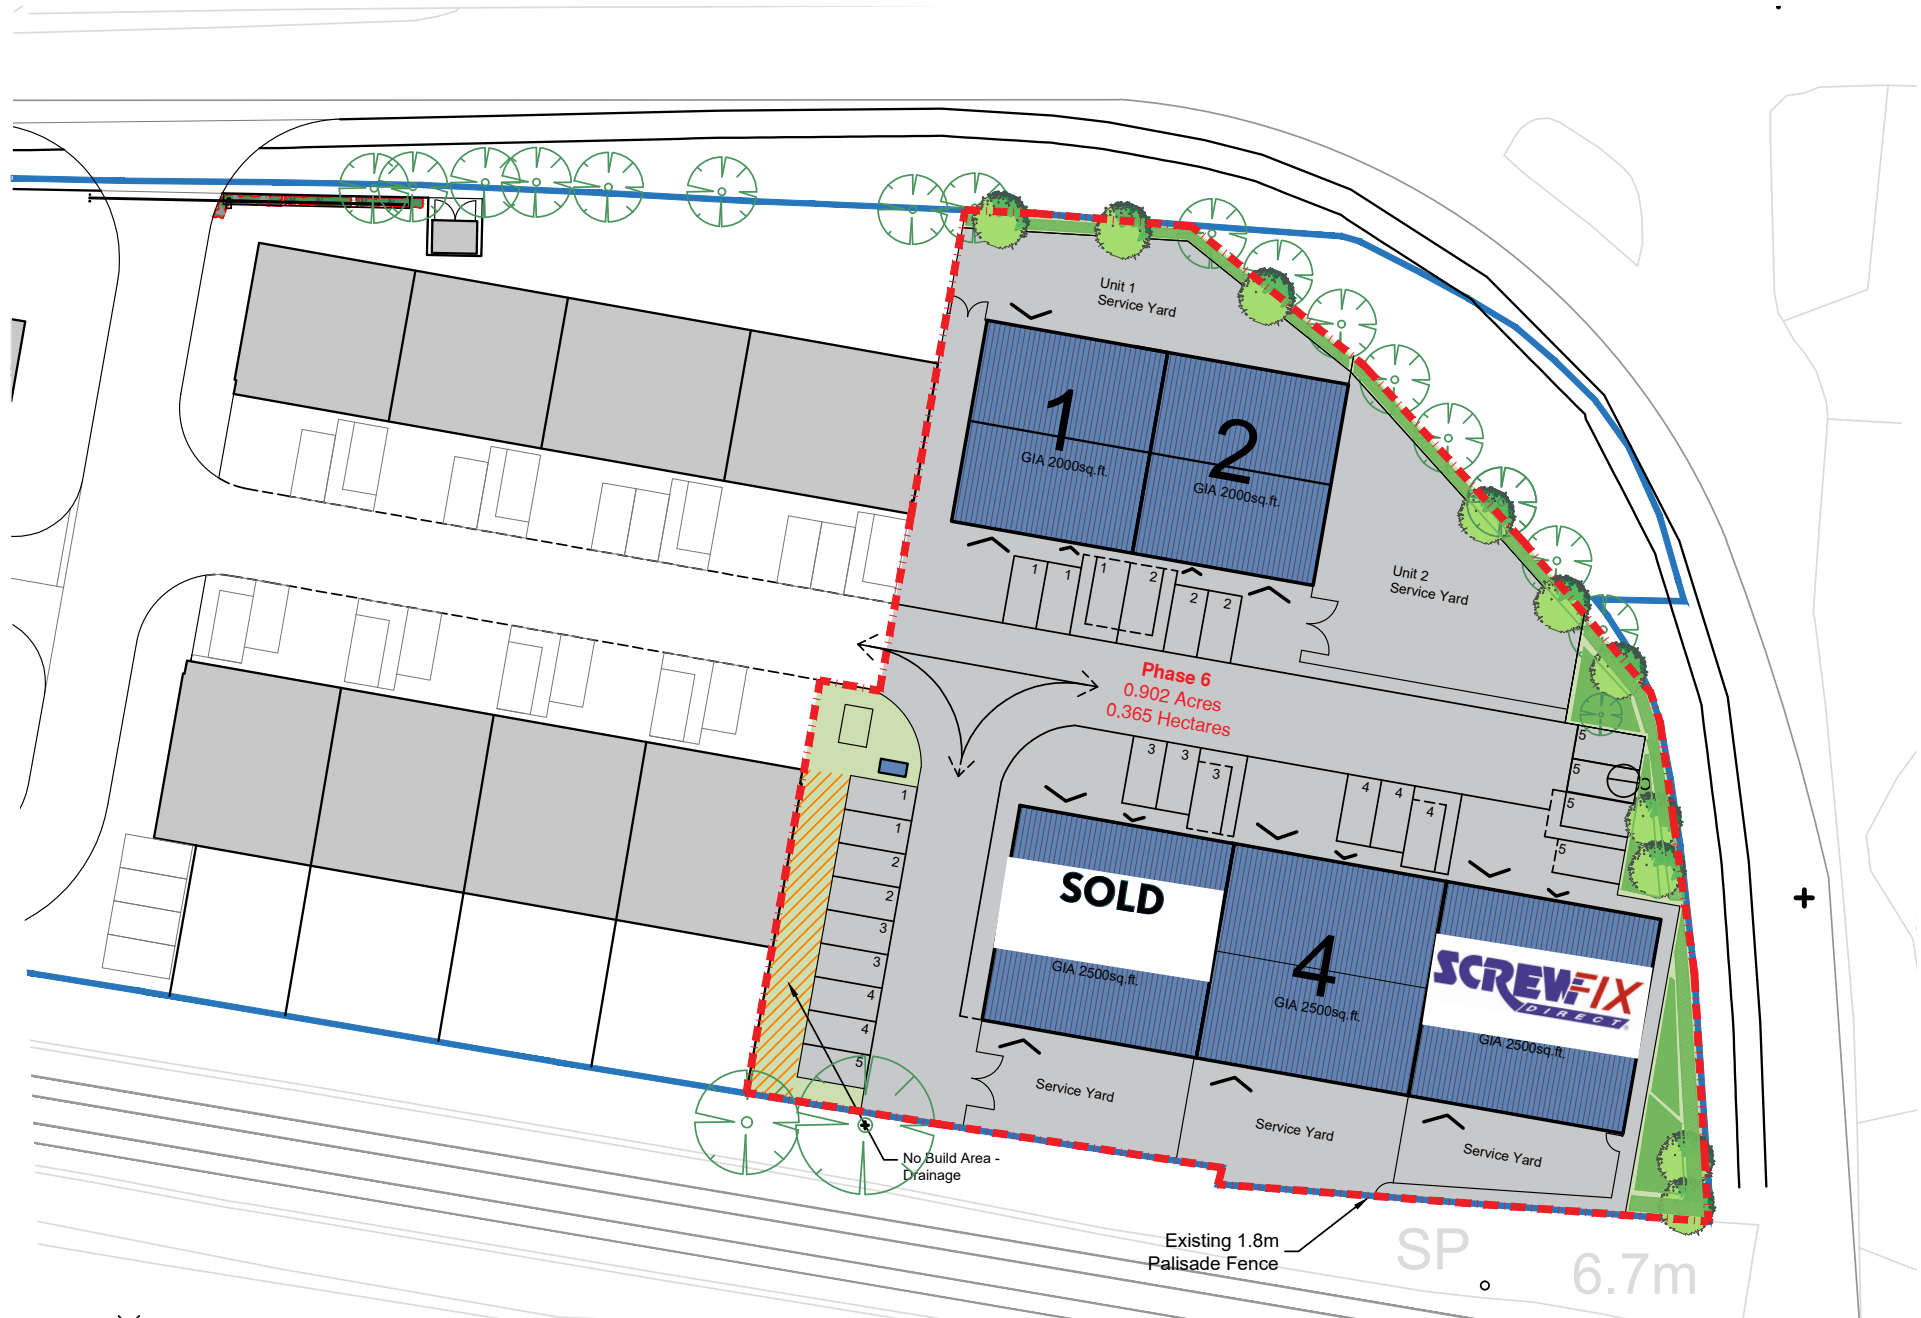 Unit 1
Service Yard
1
GIA 2000sq.ft.
2
GIA 2000sq.ft.
Unit 2
Service Yard
1
1
1
2
2
2
Phase 6
0.902 Acres
0.365 Hectares
3
3
3
4
4
4
5
5
5
5
1
1
2
2
3
3
4
4
5
SOLD
GIA 2500sq.ft.
4
GIA 2500sq.ft.
SCREWFIX
DIRECT
GIA 2500sq.ft.
Service Yard
Service Yard
Service Yard
No Build Area -
Drainage
Existing 1.8m
Palisade Fence
SP
6.7m